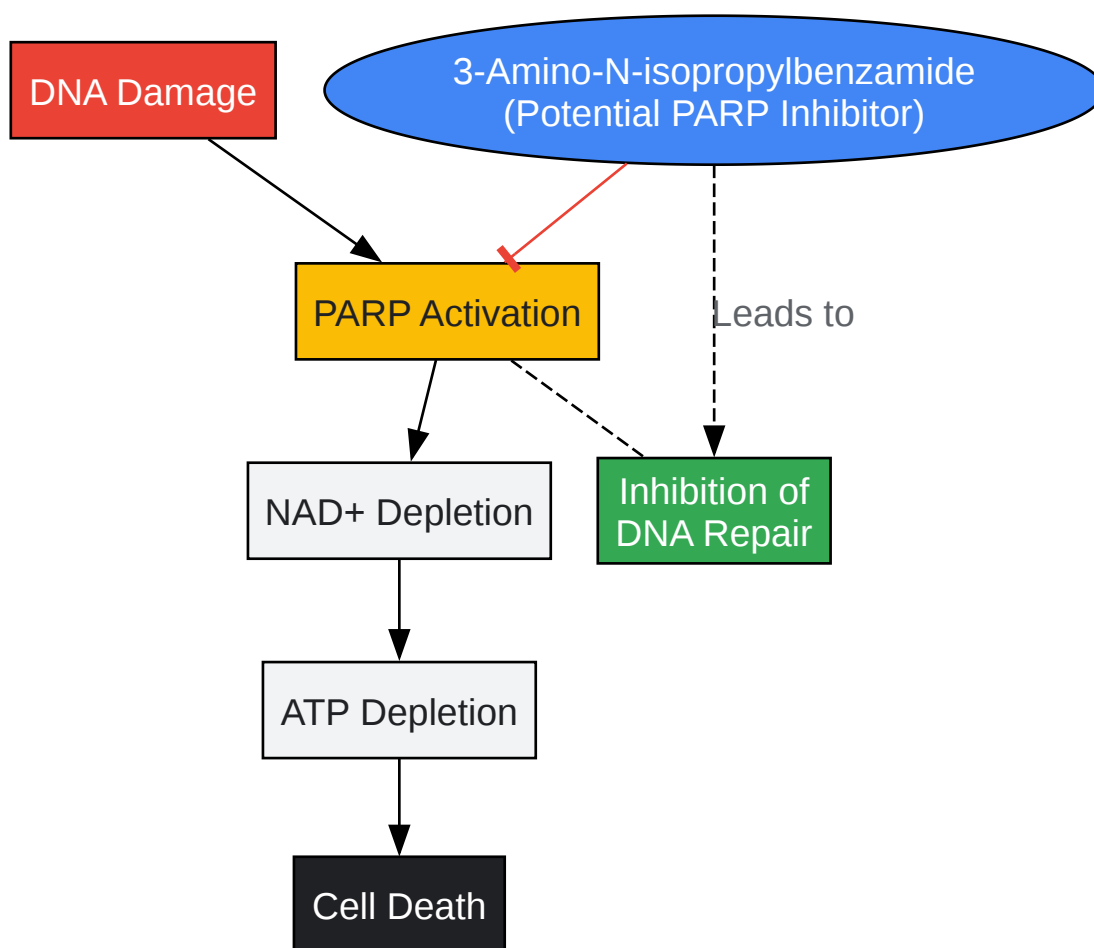 DNA Damage
3-Amino-N-isopropylbenzamide
(Potential PARP Inhibitor)
PARP Activation
Leads to
NAD+ Depletion
Inhibition of
DNA Repair
ATP Depletion
Cell Death